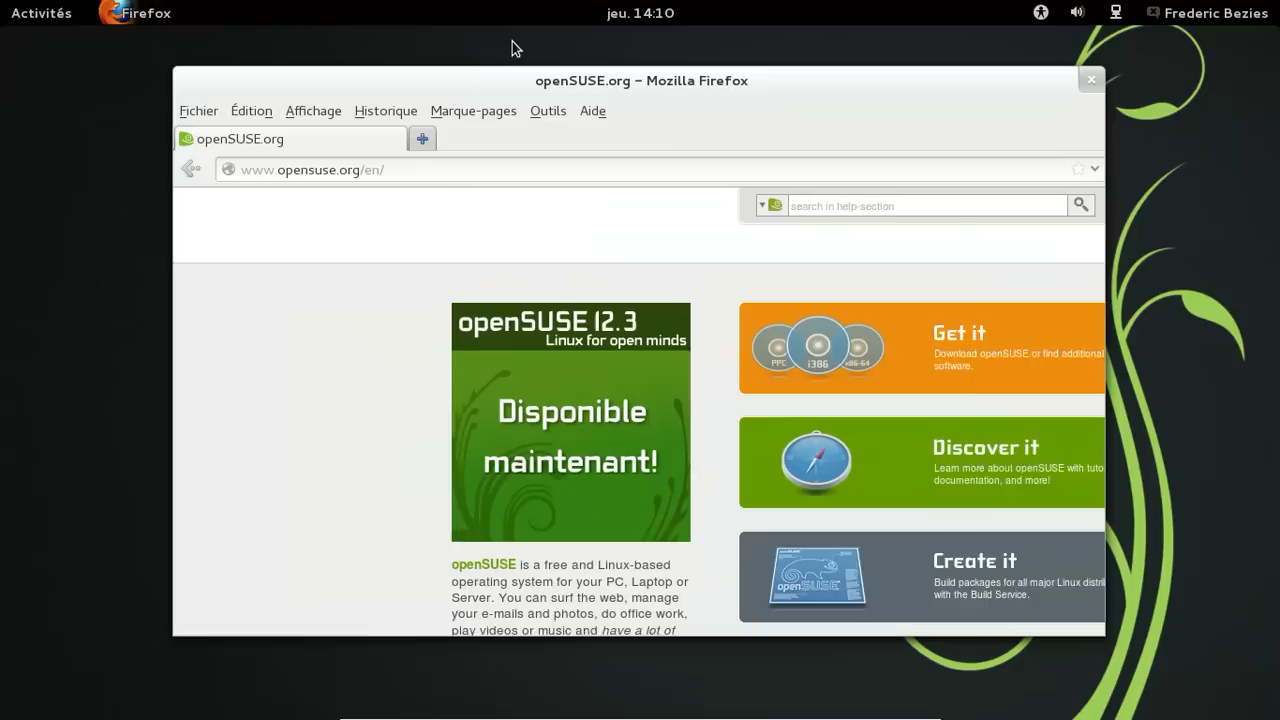 Activités
Firefox
jeu. 14:10
Frederic Bezies
openSUSE.org – Mozilla Firefox
Fichier Édition Affichage Historique Marque-pages Outils Aide
openSUSE.org
www.opensuse.org/en/
search in help-section
openSUSE 12.3
Linux for open minds
Disponible
maintenant!
openSUSE is a free and Linux-based
operating system for your PC, Laptop or
Server. You can surf the web, manage
your e-mails and photos, do office work,
play videos or music and have a lot of
PPC
i386
x86-64
Get it
Download openSUSE or find additional
software.
Discover it
Learn more about openSUSE with tuto
documentation, and more!
openSUSE
Create it
Build packages for all major Linux distri
with the Build Service.